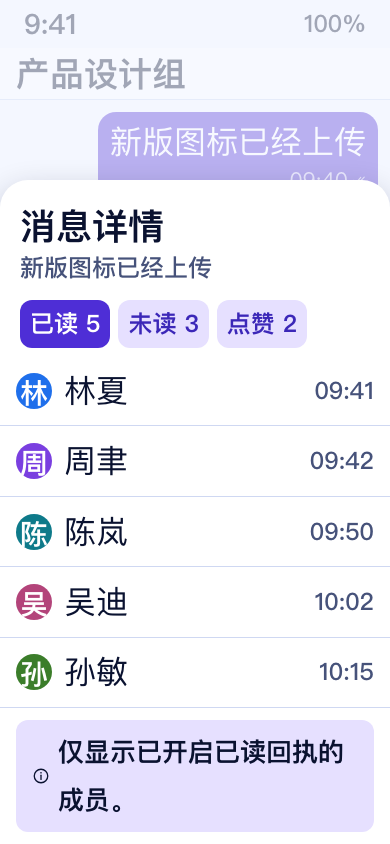 9:41
100%
产品设计组
新版图标已经上传
消息详情
新版图标已经上传
已读 5
未读 3
点赞 2
林 林夏 09:41
周 周聿 09:42
陈 陈岚 09:50
吴 吴迪 10:02
孙 孙敏 10:15
仅显示已开启已读回执的
成员。